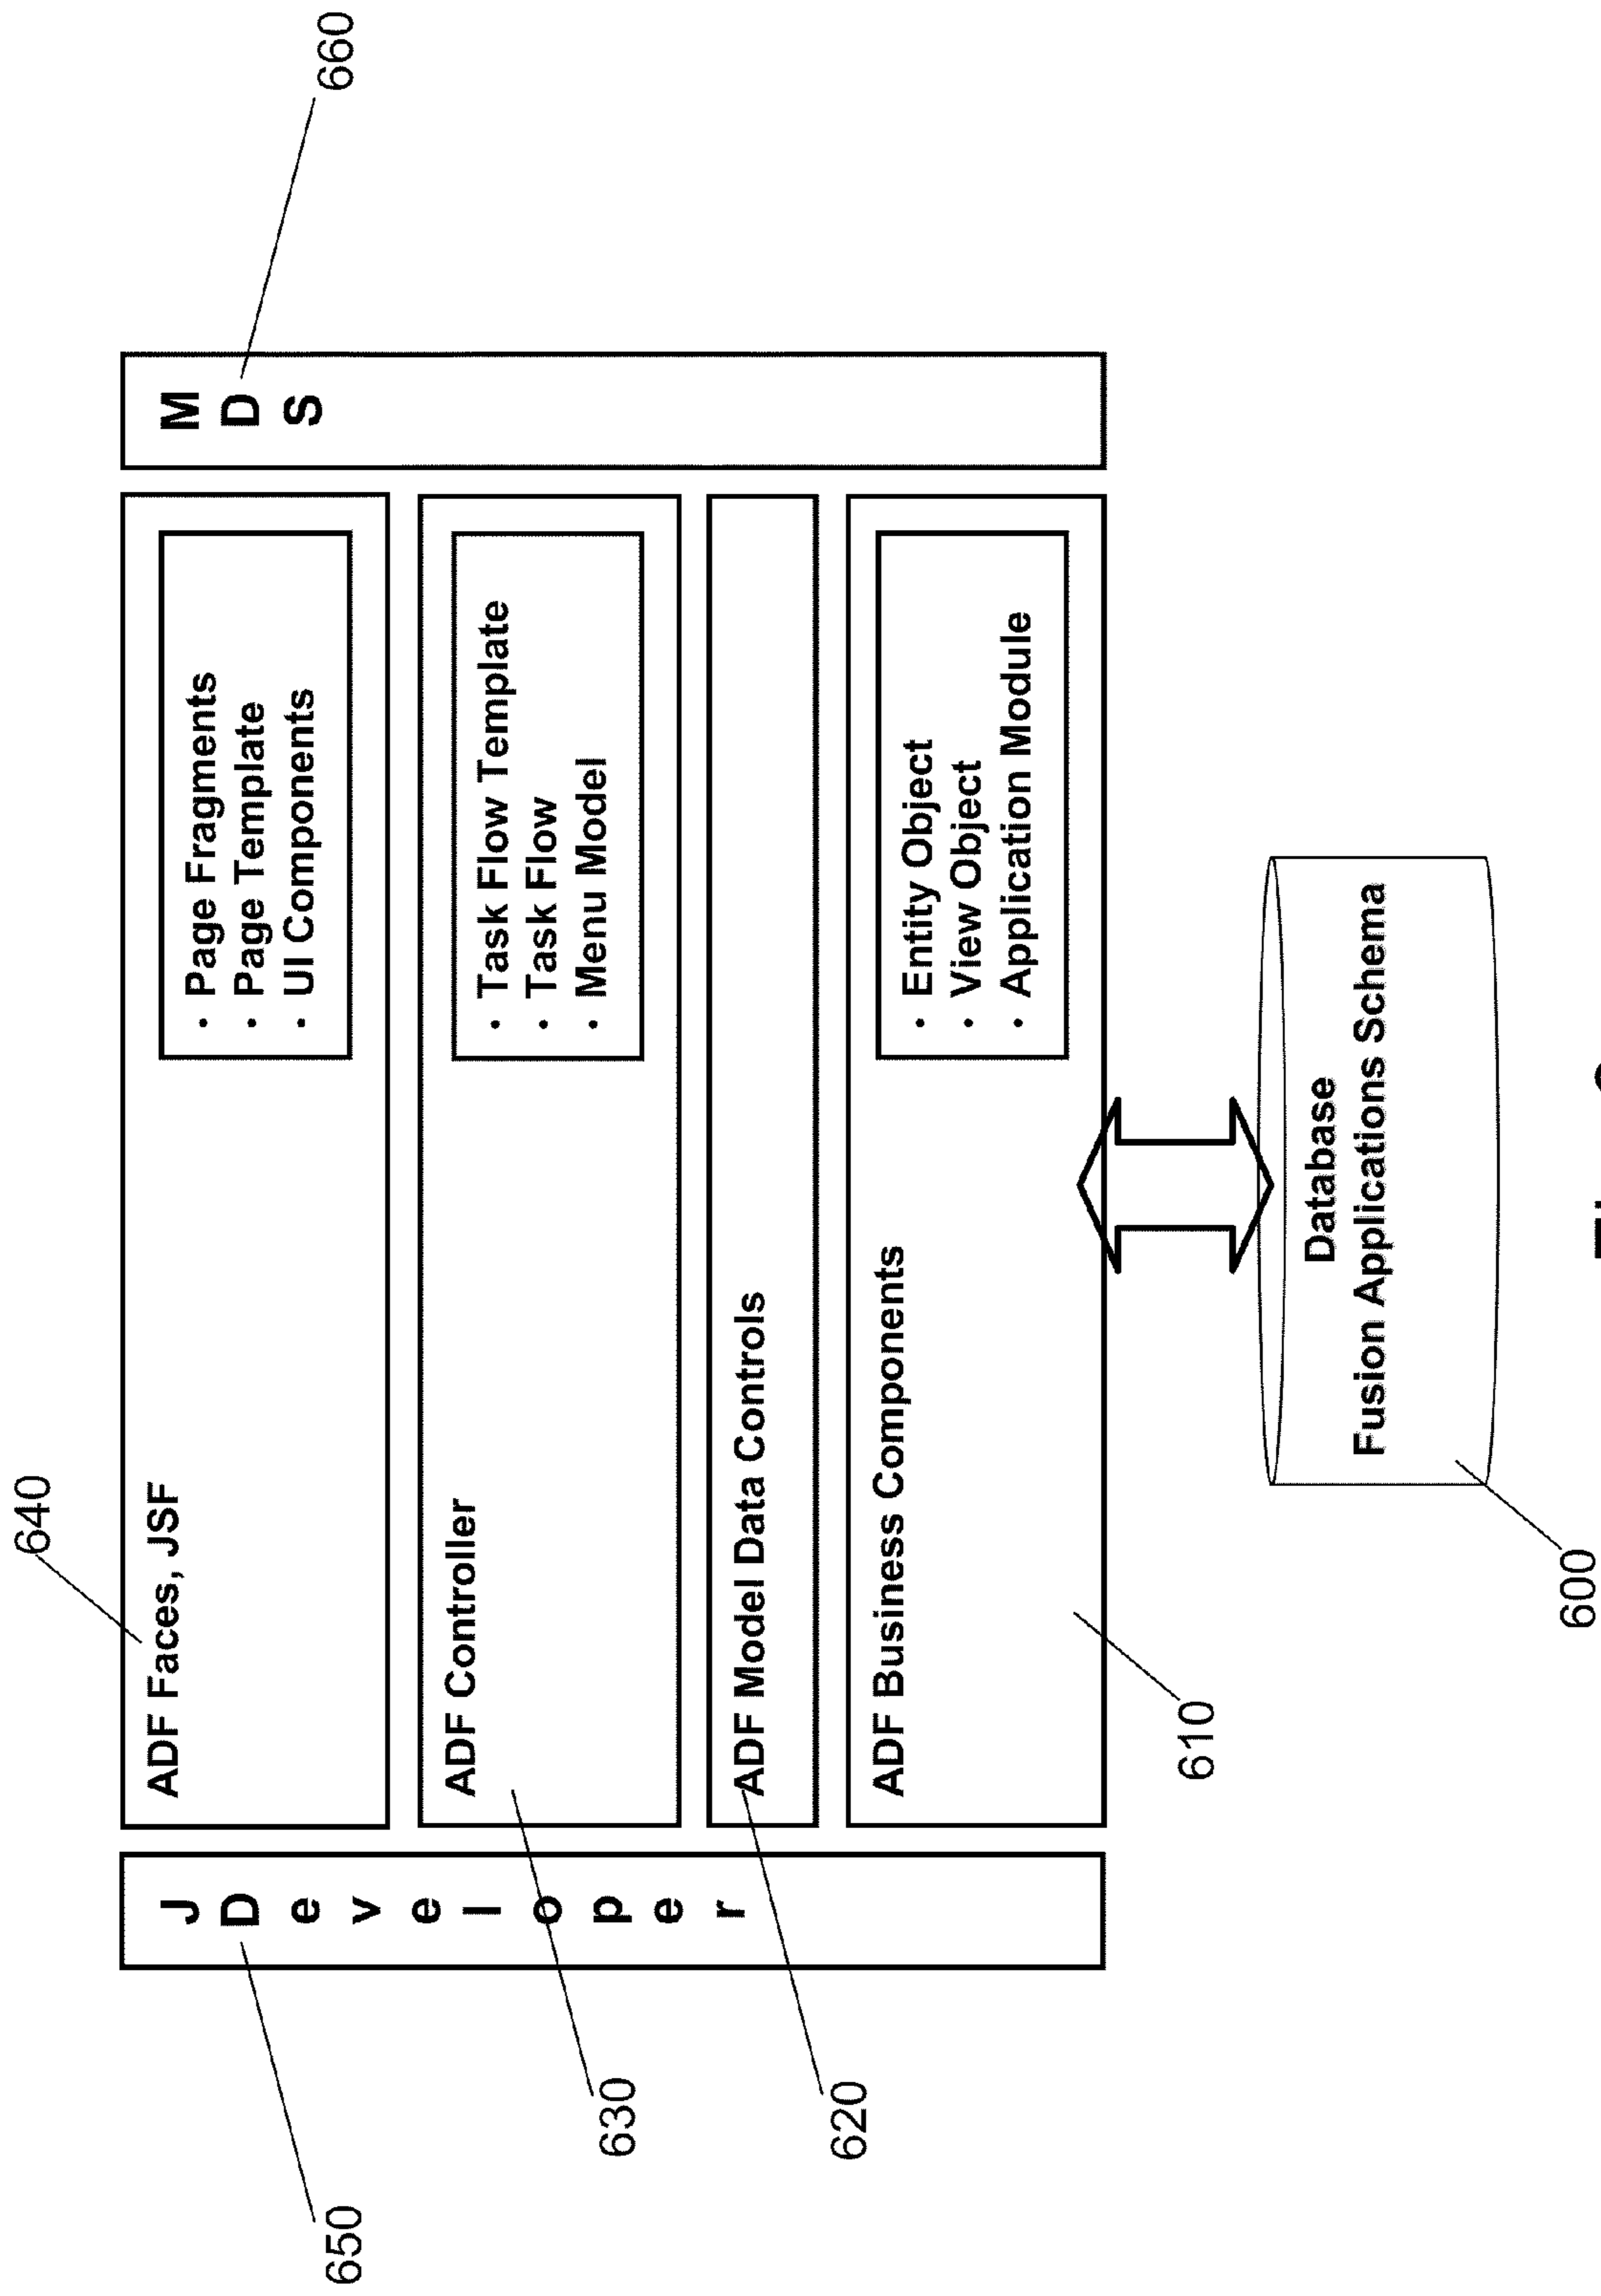 640
660
ADF Faces, JSF
• Page Fragments
• Page Template
• UI Components
M
D
S
J
D
e
v
e
l
o
p
e
r
650
ADF Controller
• Task Flow Template
• Task Flow
• Menu Model
630
ADF Model Data Controls
620
ADF Business Components
• Entity Object
• View Object
• Application Module
610
Database
Fusion Applications Schema
600